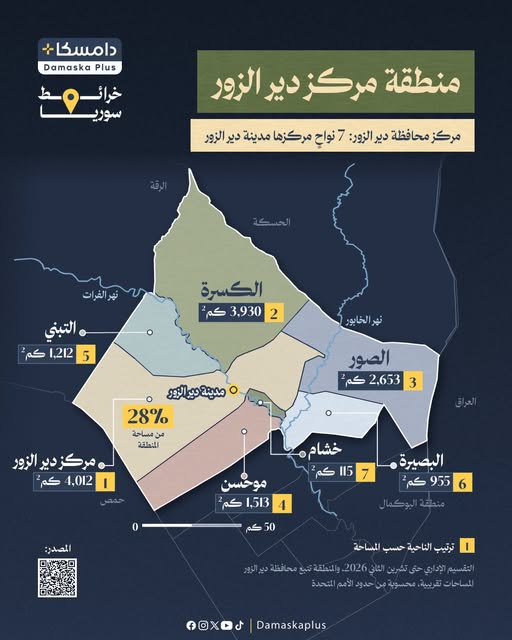 دامسكا+
Damaska Plus
خرائط
سوريا
منطقة مركز دير الزور
مركز محافظة دير الزور: 7 نواحٍ مركزها مدينة دير الزور
الرقة
الحسكة
نهر الفرات
الكسرة
3,930 كم²
2
نهر الخابور
التبني
1,212 كم²
5
الصور
2,653 كم²
3
العراق
مدينة دير الزور
28%
من مساحة
المنطقة
مركز دير الزور
4,012 كم²
1
حمص
خشام
115 كم²
7
البصيرة
955 كم²
6
موحسن
1,513 كم²
4
منطقة البوكمال
0
50 كم
1 ترتيب الناحية حسب المساحة
المصدر:
التقسيم الإداري حتى تشرين الثاني 2026، والمنطقة تتبع محافظة دير الزور
المساحات تقريبية، محسوبة من حدود الأمم المتحدة
Damaskaplus